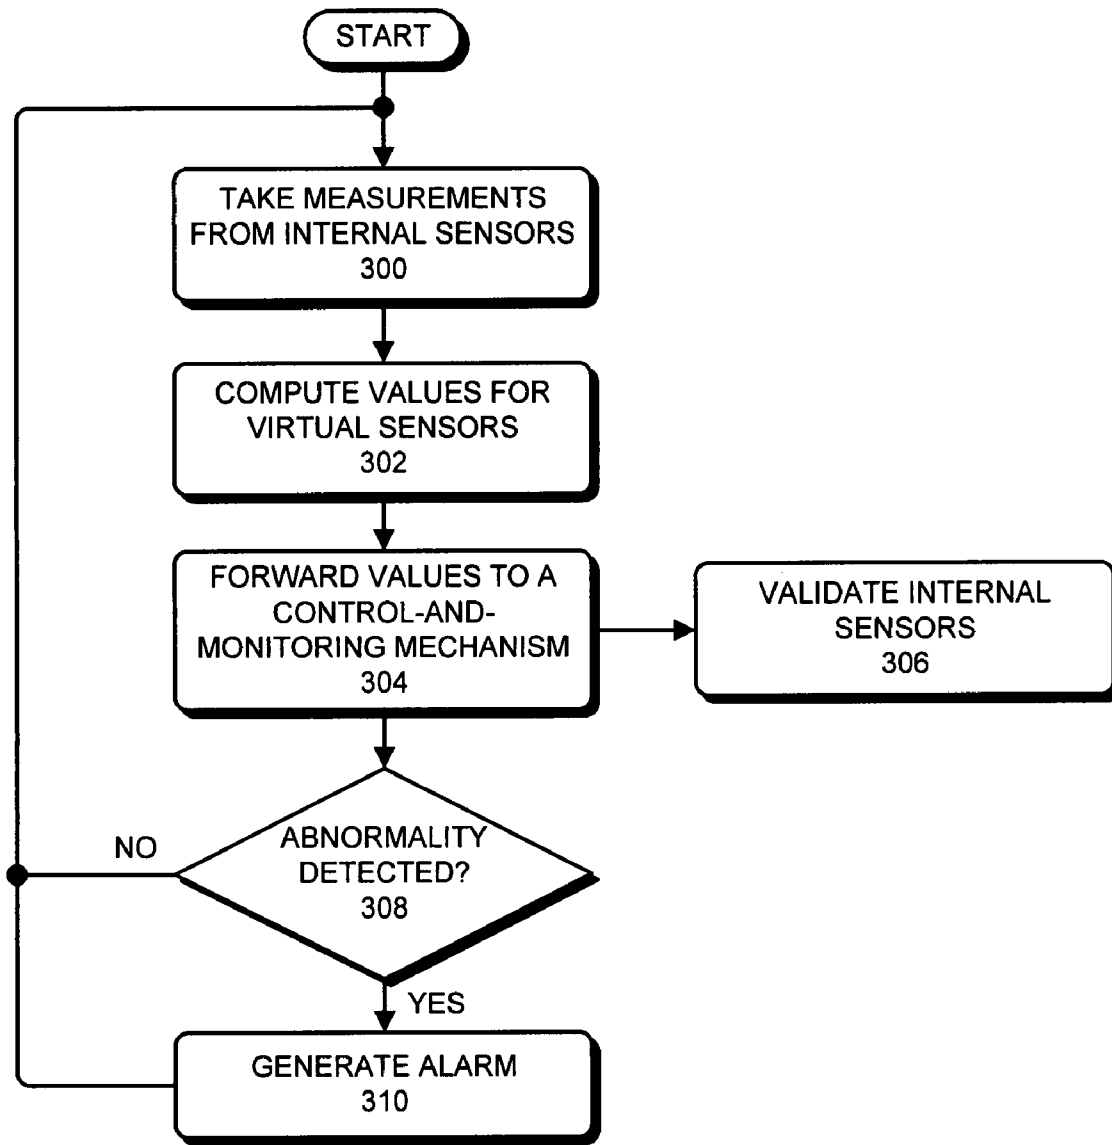 START
TAKE MEASUREMENTS
FROM INTERNAL SENSORS
300
COMPUTE VALUES FOR
VIRTUAL SENSORS
302
FORWARD VALUES TO A
CONTROL-AND-
MONITORING MECHANISM
304
VALIDATE INTERNAL
SENSORS
306
NO
ABNORMALITY
DETECTED?
308
YES
GENERATE ALARM
310